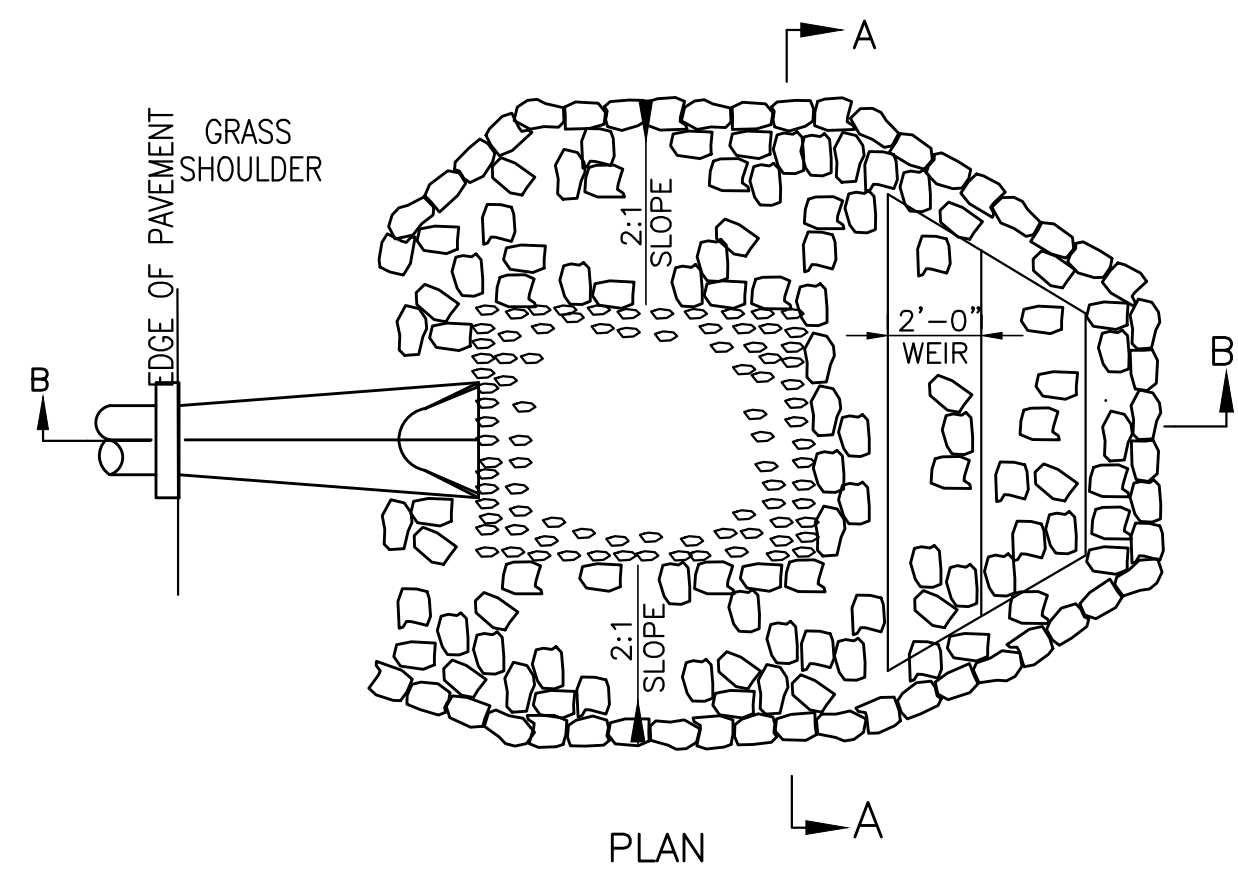 A
GRASS
SHOULDER
EDGE OF PAVEMENT
2:1
SLOPE
2'-0"
WEIR
B
B
2:1
SLOPE
A
PLAN